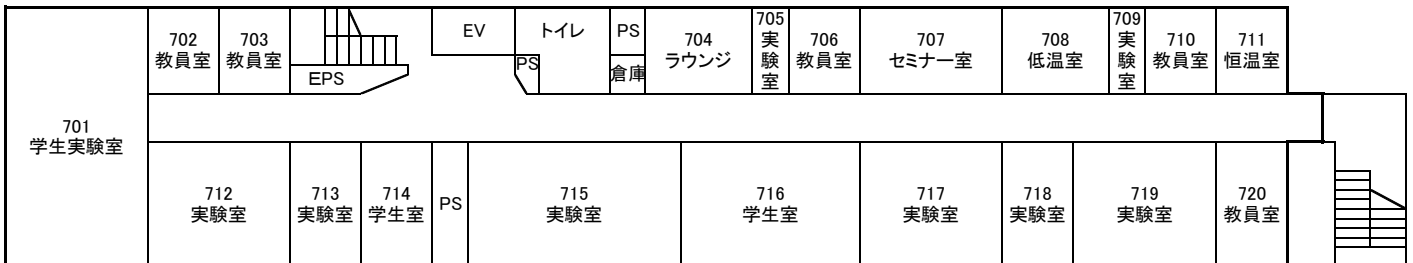 701
学生実験室
702
教員室
703
教員室
EPS
EV
トイレ
PS
PS
倉庫
704
ラウンジ
705
実
験
室
706
教員室
707
セミナー室
708
低温室
709
実
験
室
710
教員室
711
恒温室
712
実験室
713
実験室
714
学生室
PS
715
実験室
716
学生室
717
実験室
718
実験室
719
実験室
720
教員室